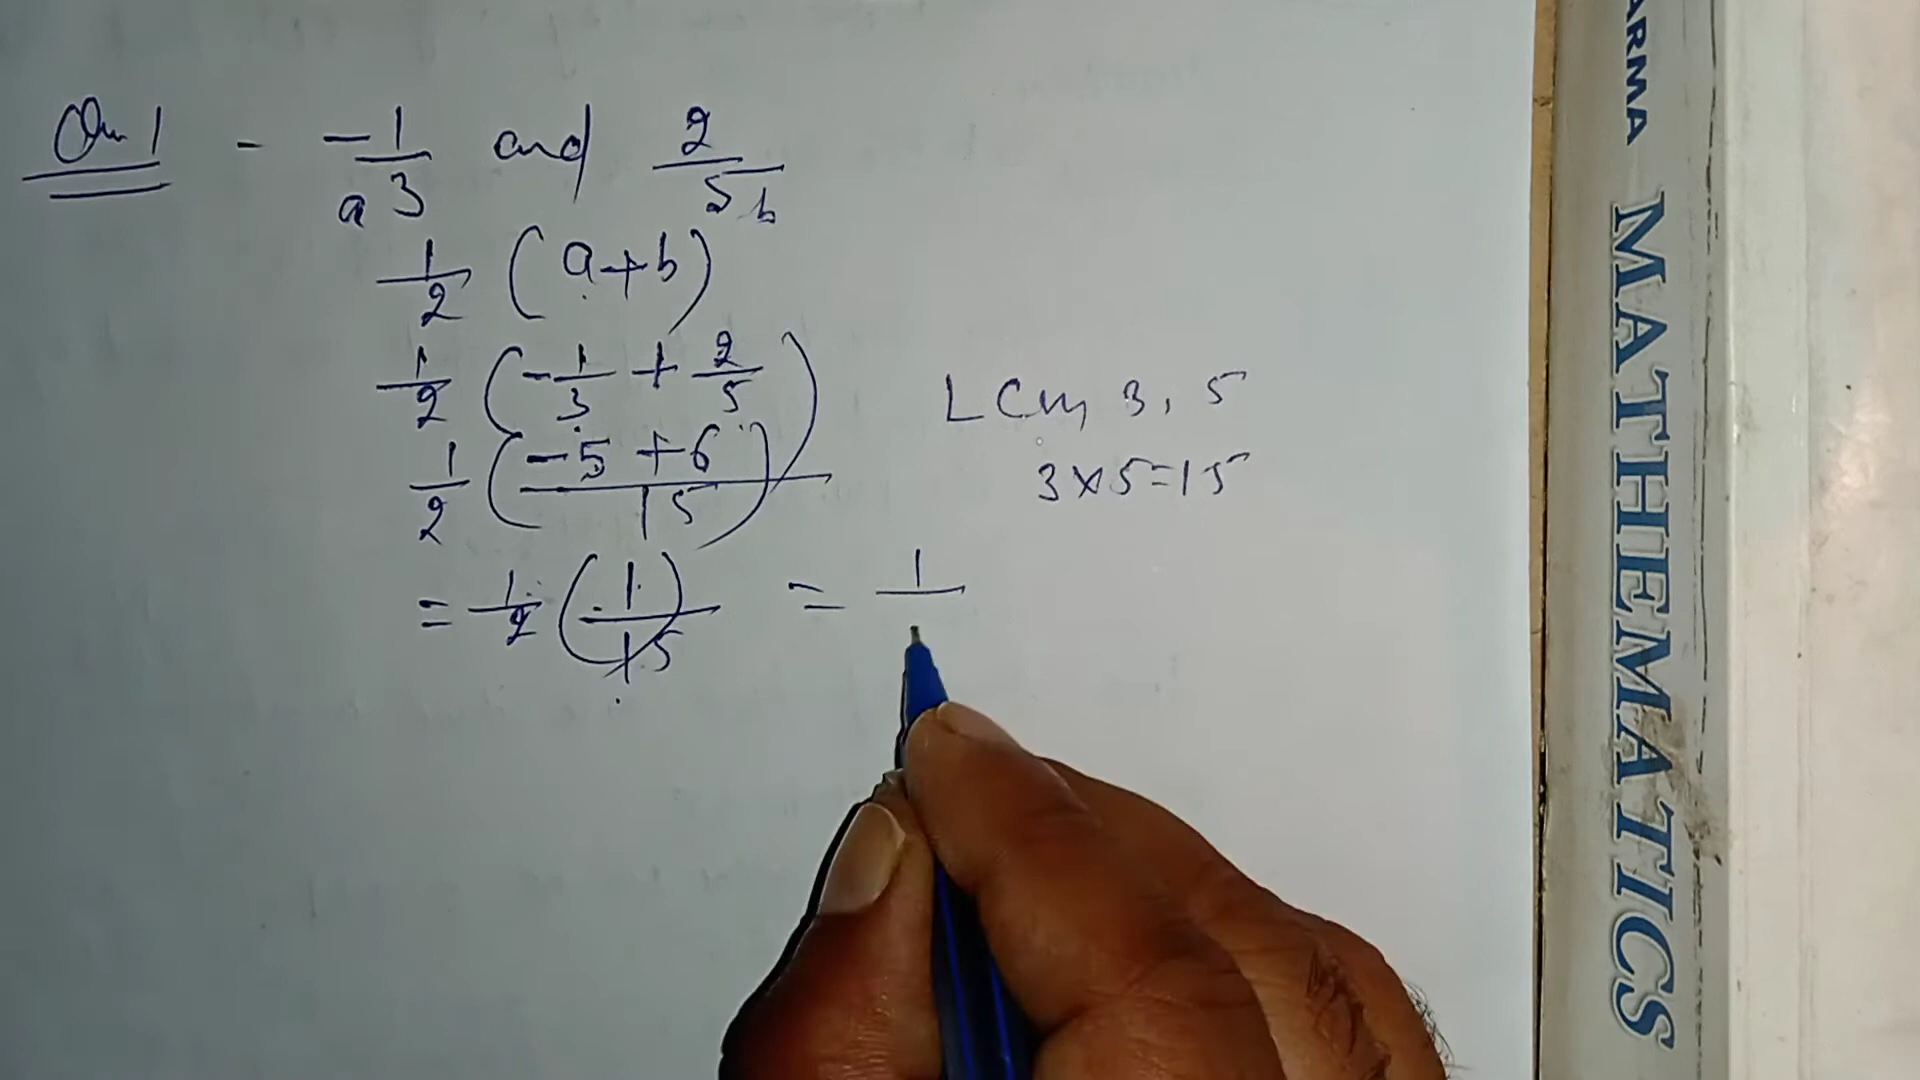 Qn 1 - -1/3 a and 2/5 b
1/2 (a+b)
1/2 (-1/3 + 2/5)
LCM 3, 5
1/2 (-5+6/15)
3×5=15
= 1/2 (1/15) = 1
ARMA MATHEMATICS